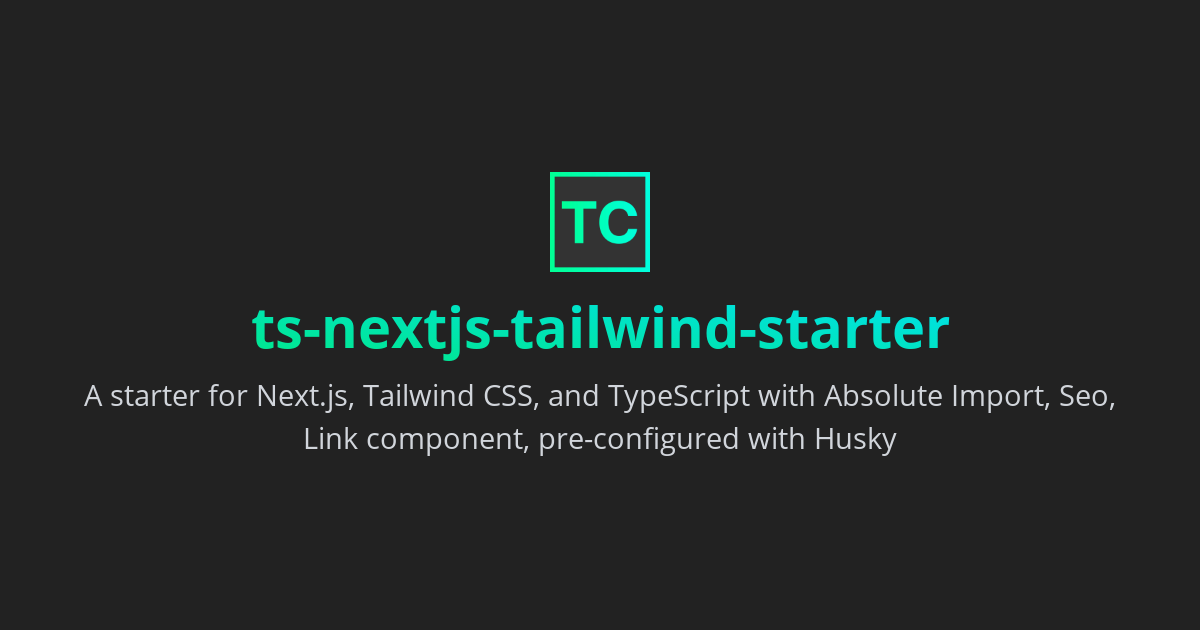 TC
ts-nextjs-tailwind-starter
A starter for Next.js, Tailwind CSS, and TypeScript with Absolute Import, Seo,
Link component, pre-configured with Husky